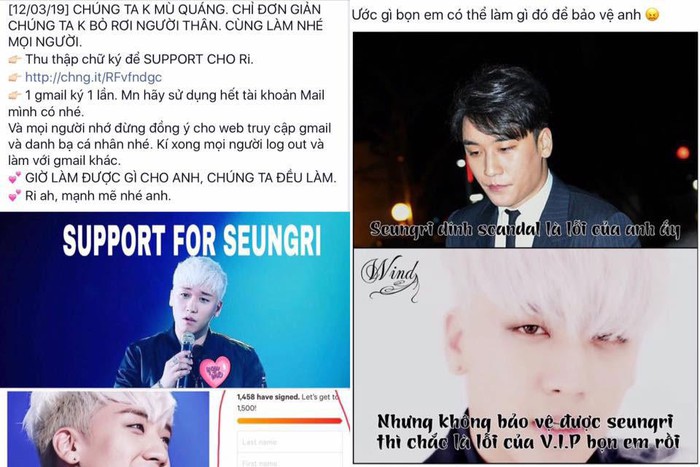 [12/03/19] CHÚNG TA K MÙ QUÁNG. CHỈ ĐƠN GIẢN
CHÚNG TA K BỎ RƠI NGƯỜI THÂN. CÙNG LÀM NHÉ
MỌI NGƯỜI.
👉🏻 Thu thập chữ ký để SUPPORT CHO Ri.
👉🏻 http://chng.it/RFvfndgc
👉🏻 1 gmail ký 1 lần. Mn hãy sử dụng hết tài khoản Mail
mình có nhé.
Và mọi người nhớ đừng đồng ý cho web truy cập gmail
và danh bạ cá nhân nhé. Kí xong mọi người log out và
làm với gmail khác.
💕 GIỜ LÀM ĐƯỢC GÌ CHO ANH, CHÚNG TA ĐỀU LÀM.
💕 Ri ah, mạnh mẽ nhé anh.
SUPPORT FOR SEUNGRI
1,458 have signed. Let's get to
1,500!
First name
Last name
Ước gì bọn em có thể làm gì đó để bảo vệ anh 😖
Seungri dính scandal là lỗi của anh ấy
Wind
Nhưng không bảo vệ được seungri
thì chắc là lỗi của V.I.P bọn em rồi